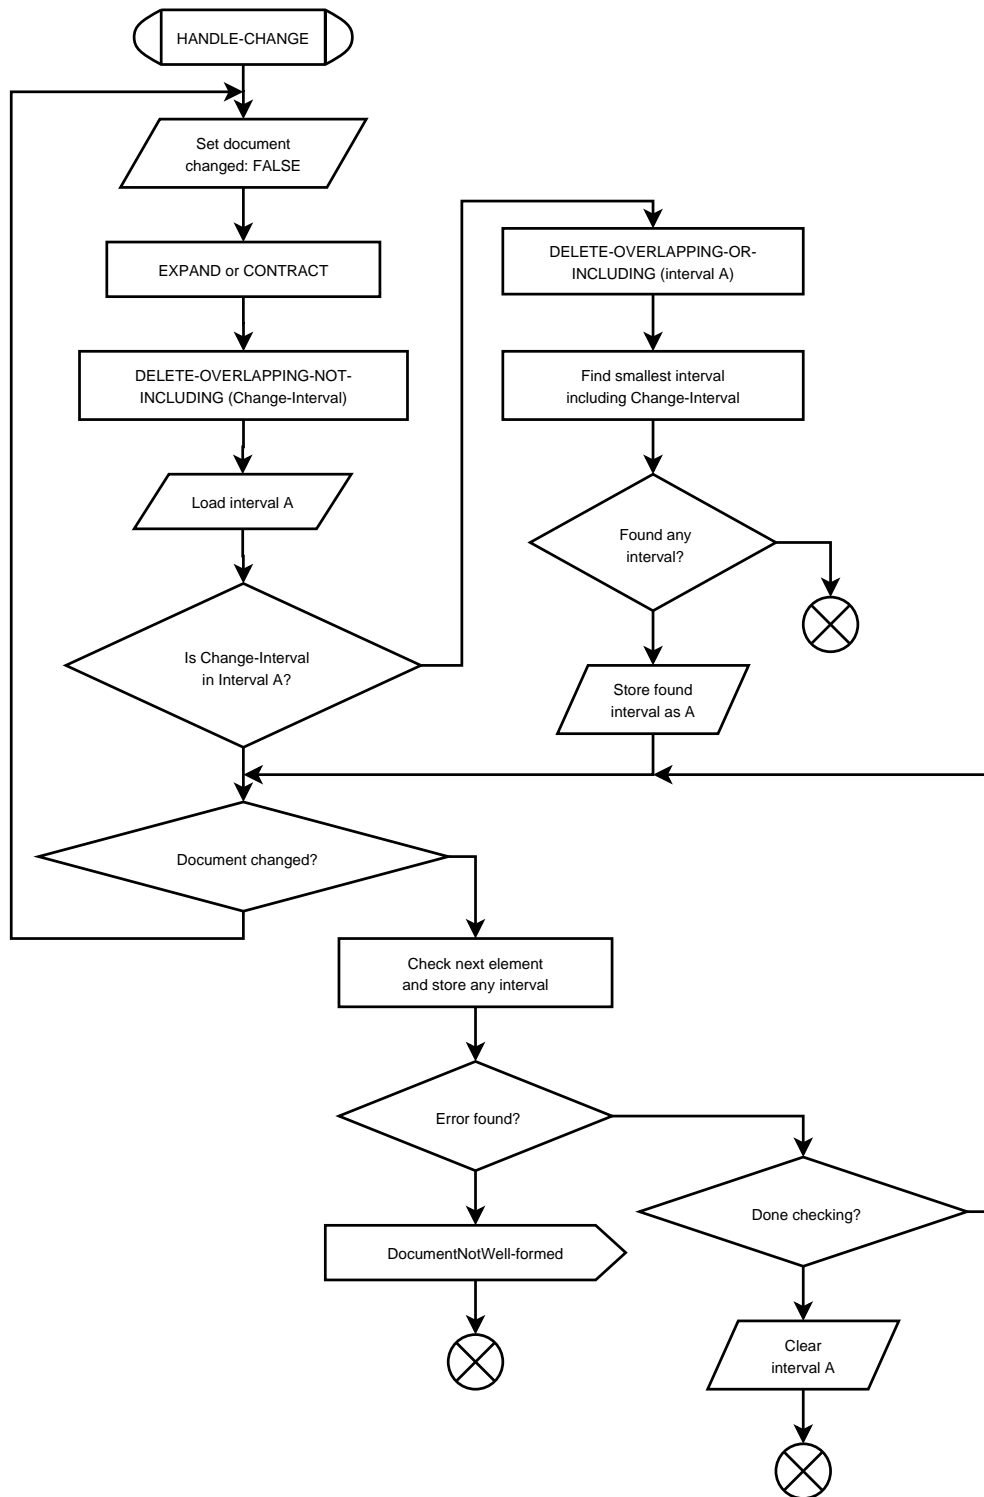 HANDLE-CHANGE
Set document
changed: FALSE
EXPAND or CONTRACT
DELETE-OVERLAPPING-NOT-
INCLUDING (Change-Interval)
Load interval A
Is Change-Interval
in Interval A?
DELETE-OVERLAPPING-OR-
INCLUDING (interval A)
Find smallest interval
including Change-Interval
Found any
interval?
Store found
interval as A
Document changed?
Check next element
and store any interval
Error found?
DocumentNotWell-formed
Done checking?
Clear
interval A